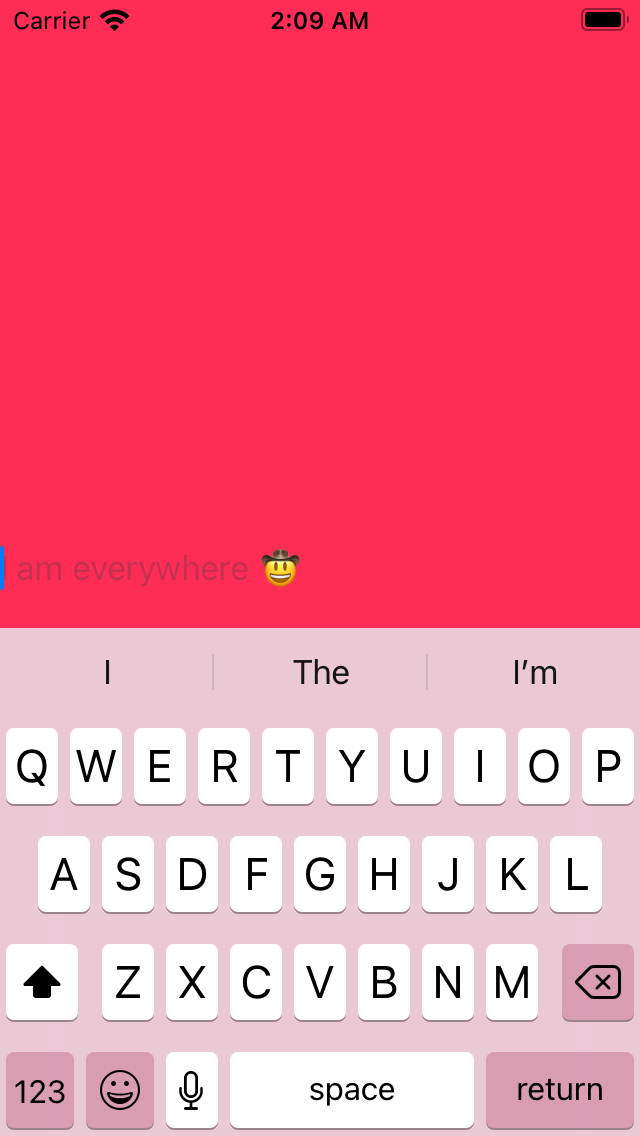 Carrier 2:09 AM
I am everywhere 🤠
I The I’m
Q W E R T Y U I O P
A S D F G H J K L
Z X C V B N M
123 space return